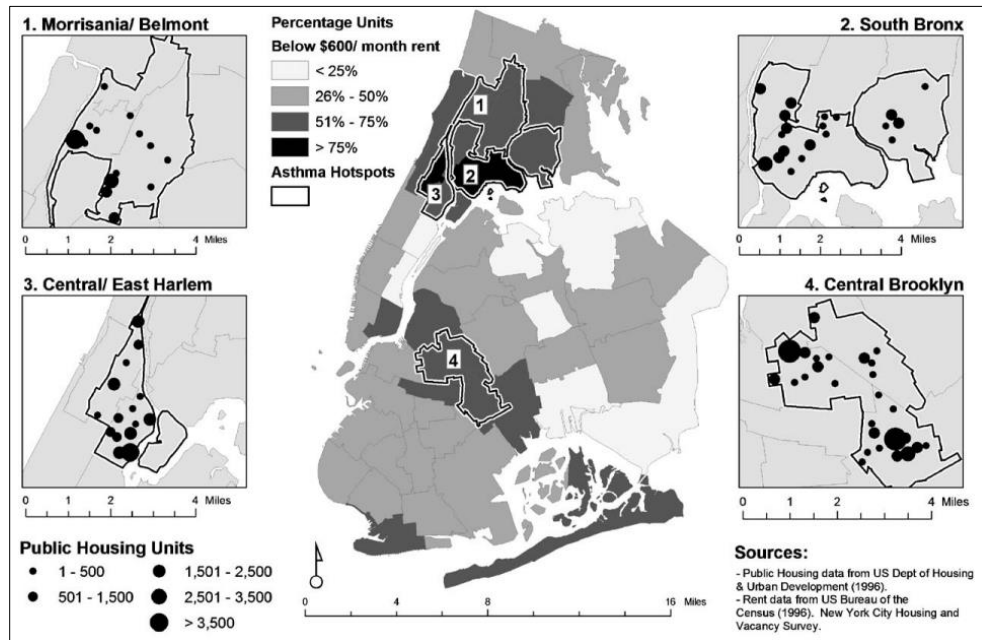 1. Morrisania/ Belmont
0 1 2 4 Miles
3. Central/ East Harlem
0 2 4 Miles
Public Housing Units
1 - 500
501 - 1,500
1,501 - 2,500
2,501 - 3,500
> 3,500
Percentage Units
Below $600/ month rent
< 25%
26% - 50%
51% - 75%
> 75%
Asthma Hotspots
1
2
3
4
0 2 4 8 12 16
Miles
2. South Bronx
0 1 2 4
Miles
4. Central Brooklyn
0 1 2 4
Miles
Sources:
- Public Housing data from US Dept of Housing
& Urban Development (1996).
- Rent data from US Bureau of the
Census (1996). New York City Housing and
Vacancy Survey.